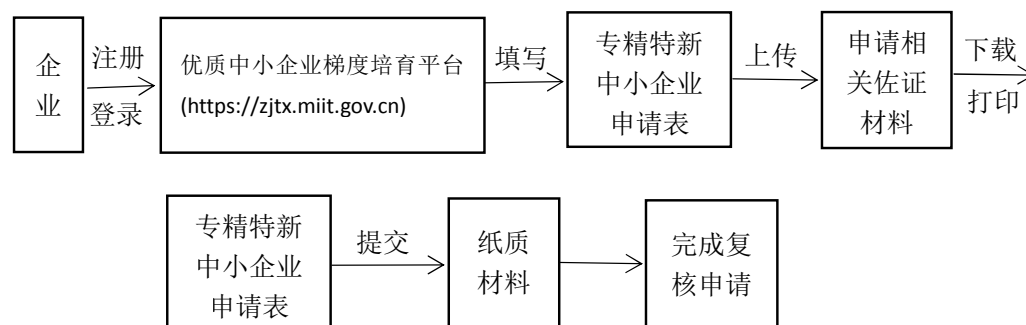 企
业
注册
登录
优质中小企业梯度培育平台
(https://zjtx.miit.gov.cn)
填写
专精特新
中小企业
申请表
上传
申请相
关佐证
材料
下载
打印
专精特新
中小企业
申请表
提交
纸质
材料
完成复
核申请